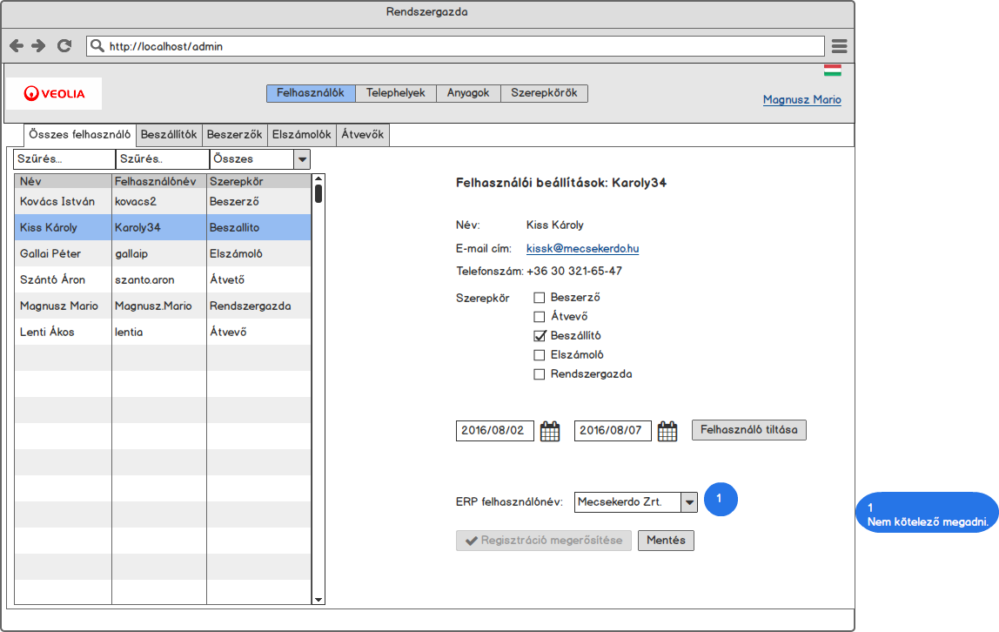 Rendszergazda
http://localhost/admin
VEOLIA
Felhasználók Telephelyek Anyagok Szerepkörök
Magnusz Mario
Összes felhasználó Beszállítók Beszerzők Elszámolók Átvevők
Szűrés... Szűrés.. Összes
Név Felhasználónév Szerepkör
Kovács István kovacs2 Beszerző
Kiss Károly Karoly34 Beszallito
Gallai Péter gallaip Elszámoló
Szántó Áron szanto.aron Átvető
Magnusz Mario Magnusz.Mario Rendszergazda
Lenti Ákos lentia Átvevő
Felhasználói beállítások: Karoly34
Név: Kiss Károly
E-mail cím: kissk@mecsekerdo.hu
Telefonszám: +36 30 321-65-47
Szerepkör
Beszerző
Átvevő
Beszállító
Elszámoló
Rendszergazda
2016/08/02 2016/08/07 Felhasználó tiltása
ERP felhasználónév: Mecsekerdo Zrt. 1
Regisztráció megerősítése Mentés
1
Nem kötelező megadni.